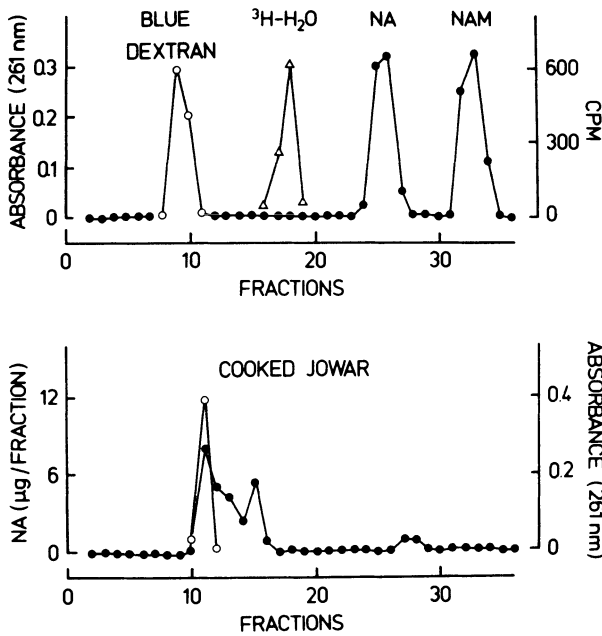 BLUE DEXTRAN
³H-H₂O
NA
NAM
ABSORBANCE (261 nm)
0.3
0.2
0.1
0
600
300
0
CPM
0
10
20
30
FRACTIONS
COOKED JOWAR
NA (µg/FRACTION)
12
6
0
0.4
0.2
0
ABSORBANCE (261 nm)
0
10
20
30
FRACTIONS